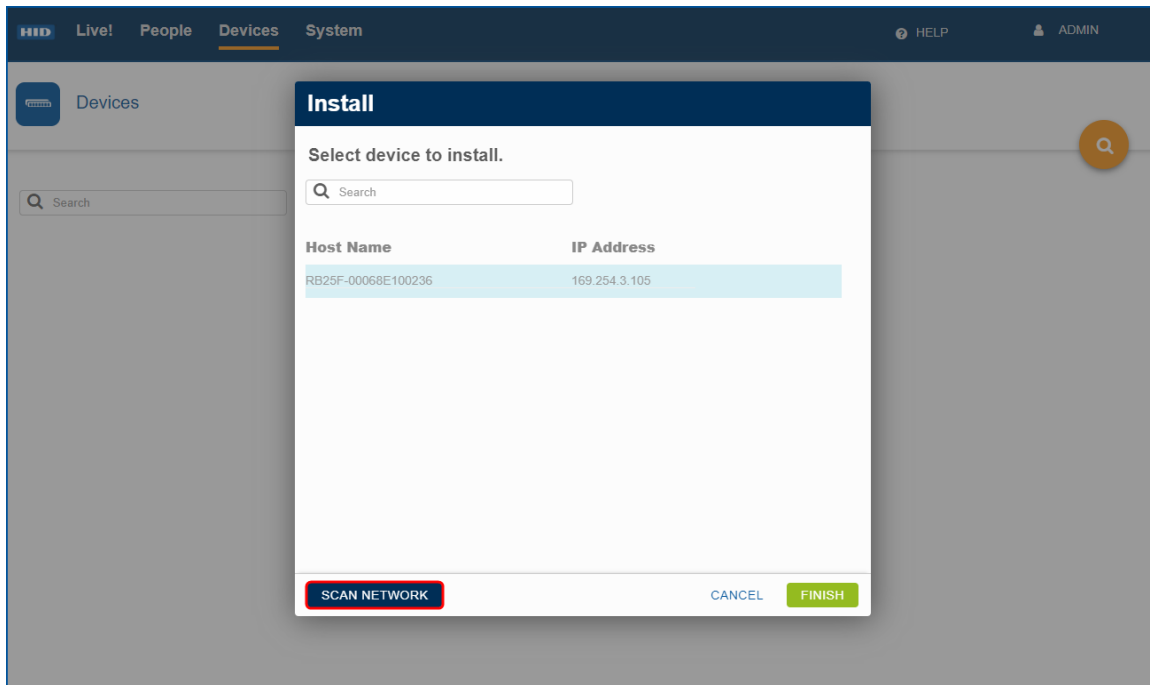 HID Live! People Devices System HELP ADMIN
Devices
Install
Select device to install.
Search
Search
Host Name IP Address
RB25F-00068E100236 169.254.3.105
SCAN NETWORK CANCEL FINISH